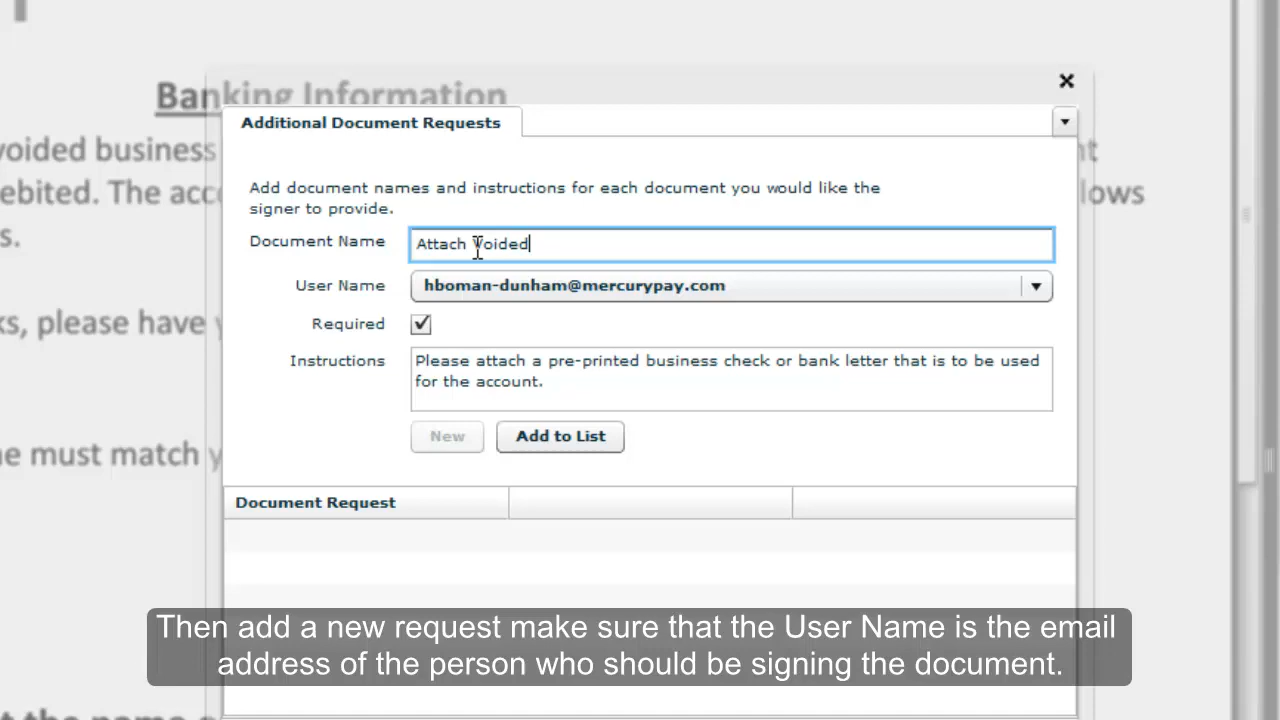 Banking Information
Additional Document Requests
voided business
ebited. The acc
lows
s.
Add document names and instructions for each document you would like the
signer to provide.
Document Name
Attach Voided
User Name
hboman-dunham@mercurypay.com
ks, please have y
Required
Instructions
Please attach a pre-printed business check or bank letter that is to be used
for the account.
New
Add to List
ne must match y
Document Request
Then add a new request make sure that the User Name is the email
address of the person who should be signing the document.